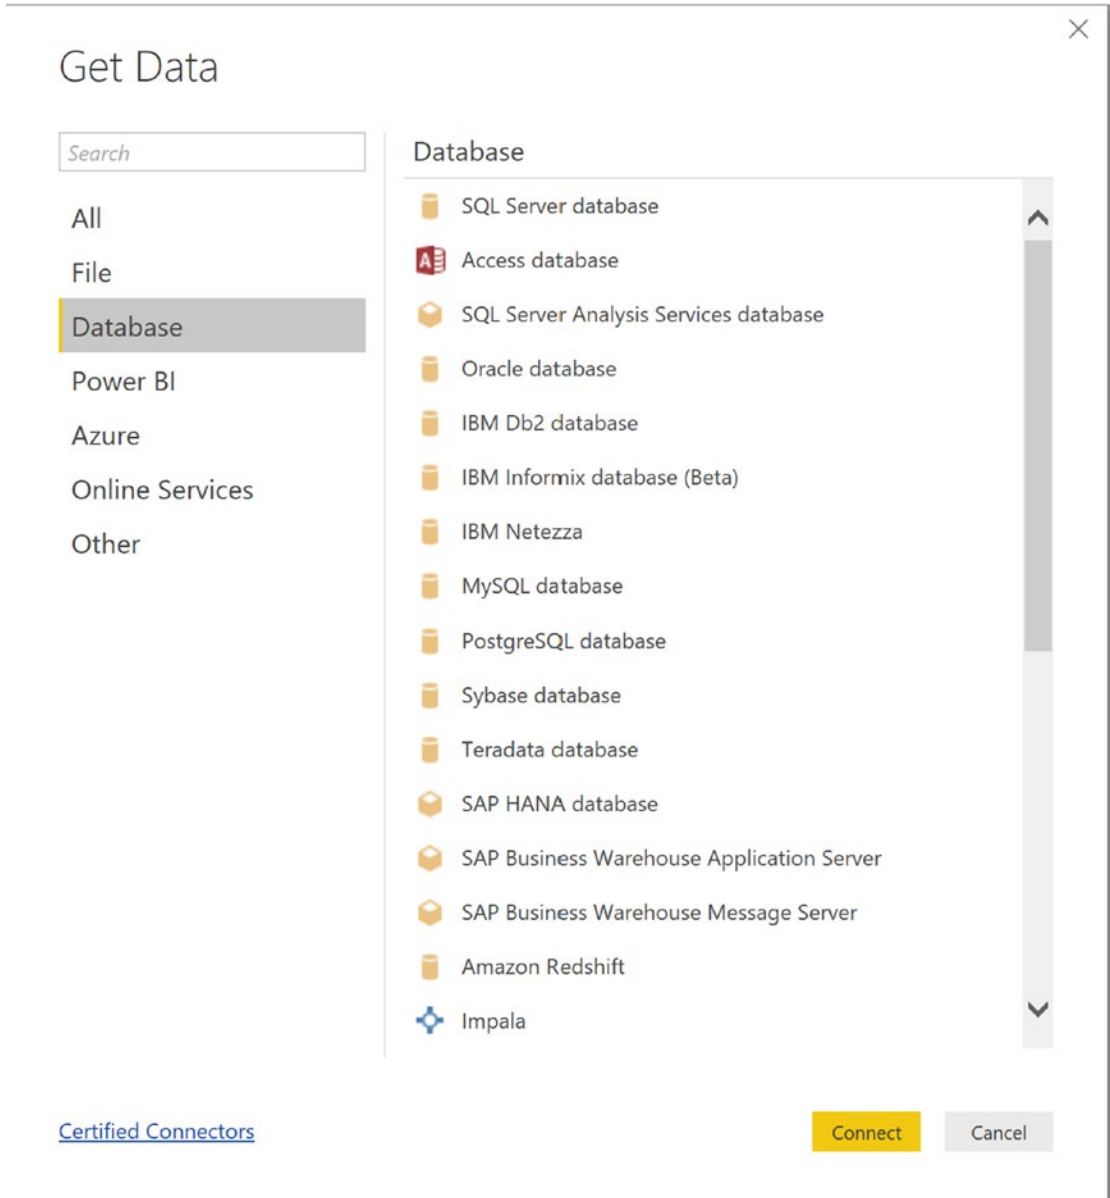 Get Data
Search
All
File
Database
Power BI
Azure
Online Services
Other
Database
SQL Server database
Access database
SQL Server Analysis Services database
Oracle database
IBM Db2 database
IBM Informix database (Beta)
IBM Netezza
MySQL database
PostgreSQL database
Sybase database
Teradata database
SAP HANA database
SAP Business Warehouse Application Server
SAP Business Warehouse Message Server
Amazon Redshift
Impala
Certified Connectors
Connect
Cancel